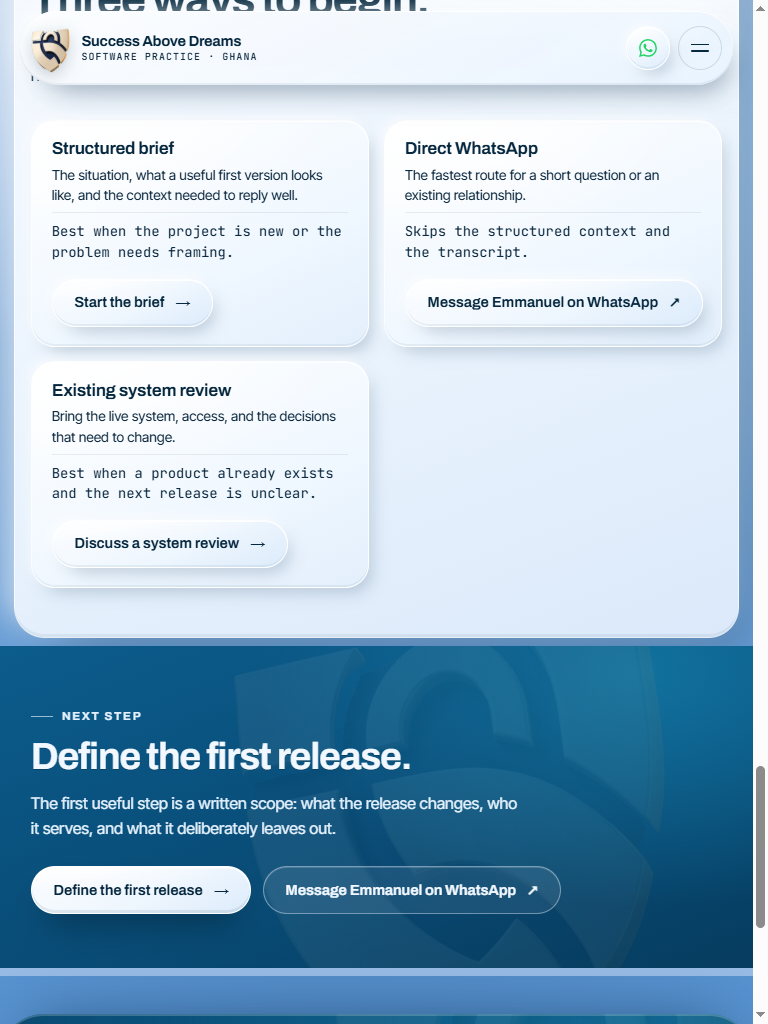 Three ways to begin.
Success Above Dreams
SOFTWARE PRACTICE · GHANA
Structured brief
The situation, what a useful first version looks
like, and the context needed to reply well.
Best when the project is new or the
problem needs framing.
Start the brief →
Direct WhatsApp
The fastest route for a short question or an
existing relationship.
Skips the structured context and
the transcript.
Message Emmanuel on WhatsApp ↗
Existing system review
Bring the live system, access, and the decisions
that need to change.
Best when a product already exists
and the next release is unclear.
Discuss a system review →
NEXT STEP
Define the first release.
The first useful step is a written scope: what the release changes, who
it serves, and what it deliberately leaves out.
Define the first release →
Message Emmanuel on WhatsApp ↗